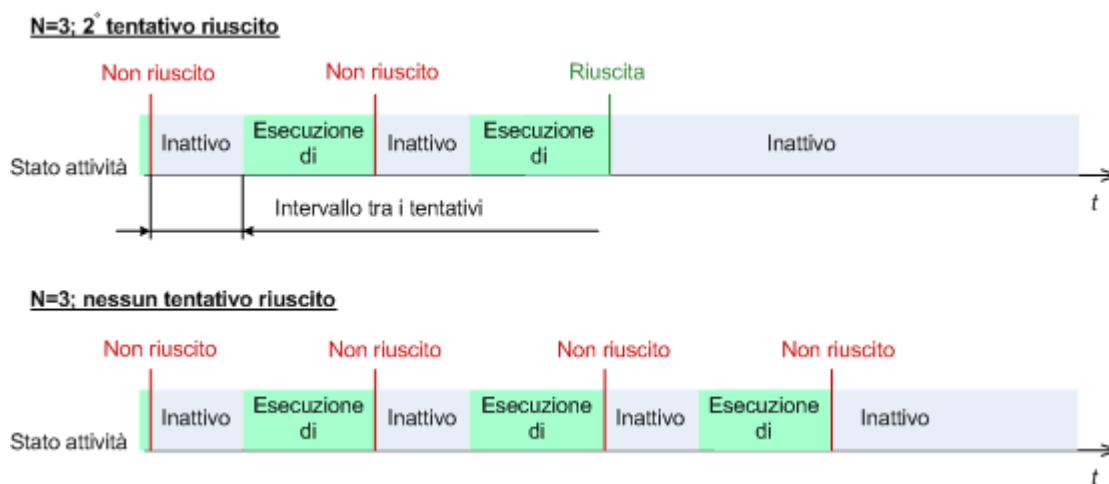 N=3; 2° tentativo riuscito
Non riuscito
Non riuscito
Riuscita
Inattivo
Esecuzione
di
Inattivo
Esecuzione
di
Inattivo
Stato attività
t
Intervallo tra i tentativi
N=3; nessun tentativo riuscito
Non riuscito
Non riuscito
Non riuscito
Non riuscito
Inattivo
Esecuzione
di
Inattivo
Esecuzione
di
Inattivo
Esecuzione
di
Inattivo
Stato attività
t